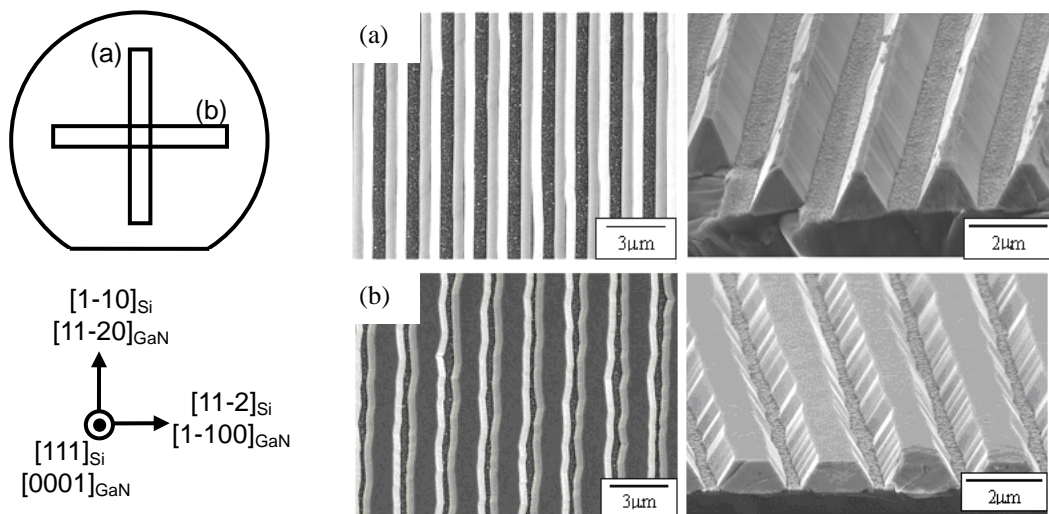 (a)
(b)
[1-10]Si
[11-20]GaN
[11-2]Si
[1-100]GaN
[111]Si
[0001]GaN
(a)
3μm
2μm
(b)
3μm
2μm